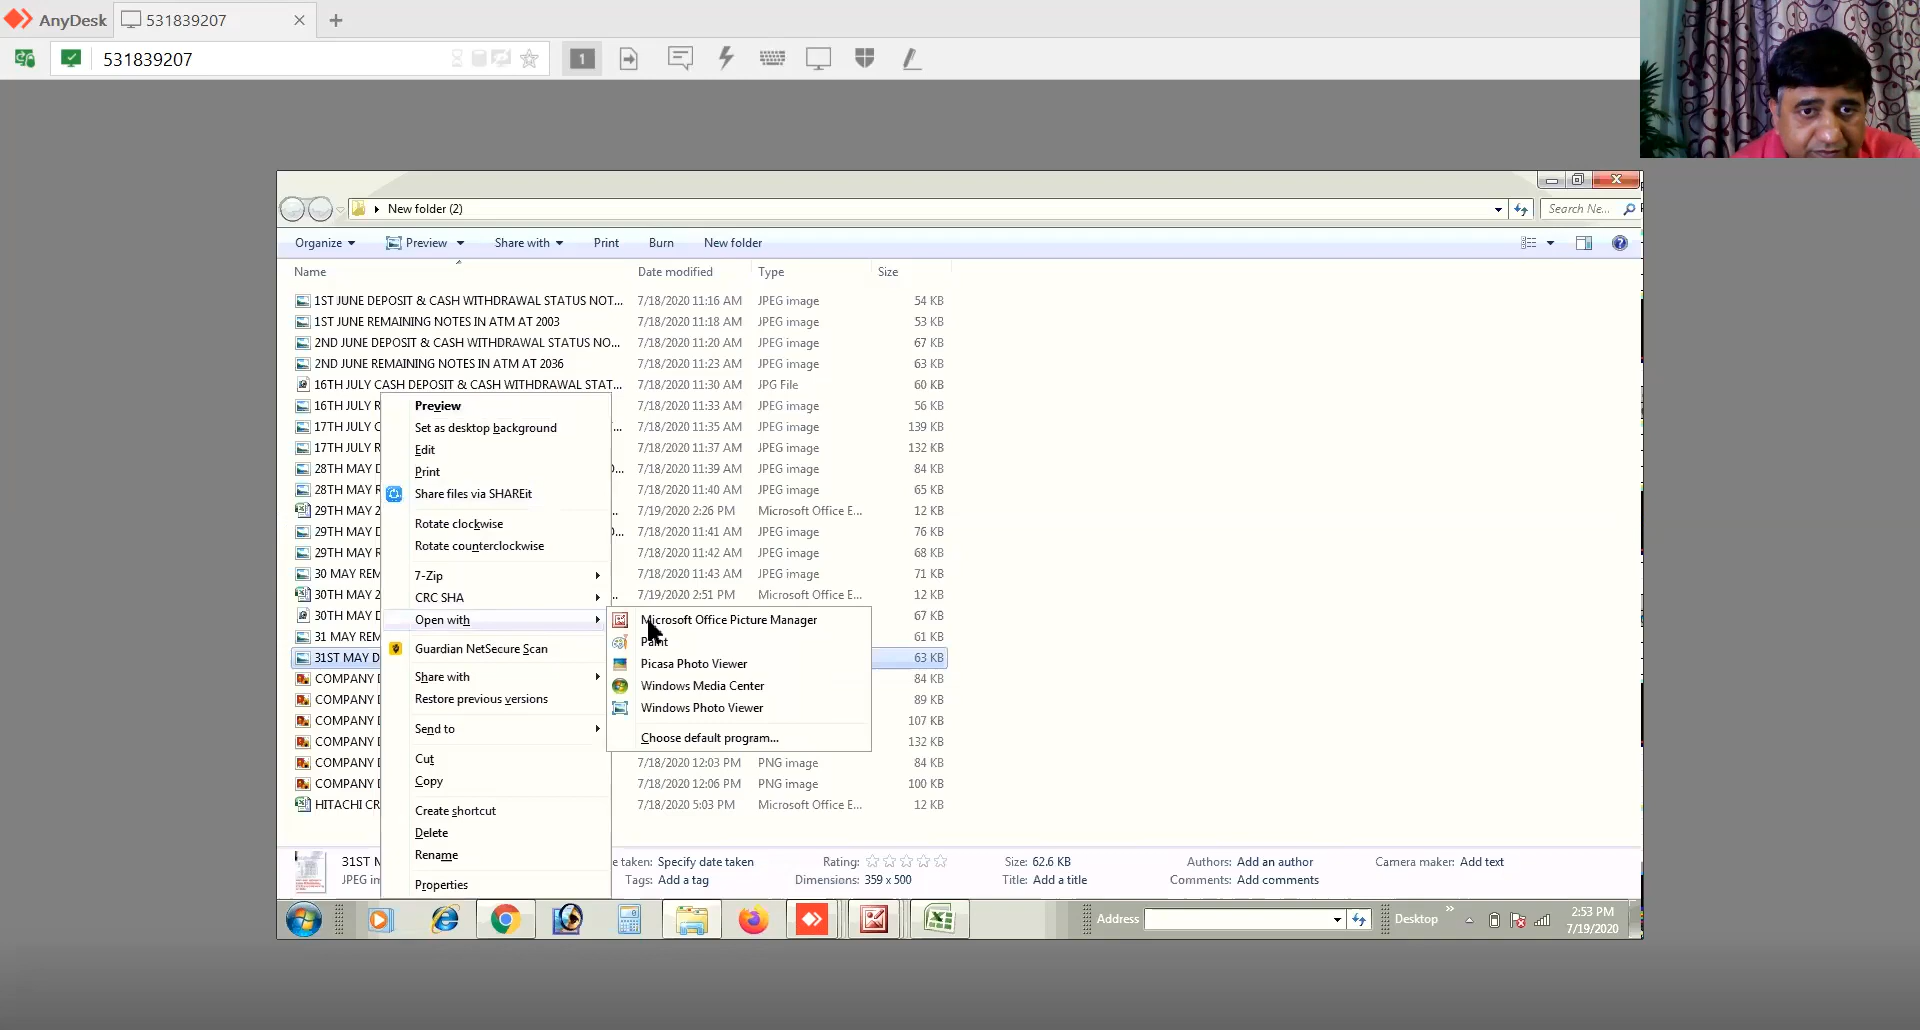 AnyDesk 531839207
531839207
1
New folder (2)
Search Ne...
Organize Preview Share with Print Burn New folder
Name Date modified Type Size
1ST JUNE DEPOSIT & CASH WITHDRAWAL STATUS NOT... 7/18/2020 11:16 AM JPEG image 54 KB
1ST JUNE REMAINING NOTES IN ATM AT 2003 7/18/2020 11:18 AM JPEG image 53 KB
2ND JUNE DEPOSIT & CASH WITHDRAWAL STATUS NO... 7/18/2020 11:20 AM JPEG image 67 KB
2ND JUNE REMAINING NOTES IN ATM AT 2036 7/18/2020 11:23 AM JPEG image 63 KB
16TH JULY CASH DEPOSIT & CASH WITHDRAWAL STAT... 7/18/2020 11:30 AM JPG File 60 KB
16TH JULY R 7/18/2020 11:33 AM JPEG image 56 KB
17TH JULY C ... 7/18/2020 11:35 AM JPEG image 139 KB
17TH JULY R 7/18/2020 11:37 AM JPEG image 132 KB
28TH MAY D ... 7/18/2020 11:39 AM JPEG image 84 KB
28TH MAY R 7/18/2020 11:40 AM JPEG image 65 KB
29TH MAY 2 7/19/2020 2:26 PM Microsoft Office E... 12 KB
29TH MAY D ... 7/18/2020 11:41 AM JPEG image 76 KB
29TH MAY R 7/18/2020 11:42 AM JPEG image 68 KB
30 MAY REM 7/18/2020 11:43 AM JPEG image 71 KB
30TH MAY 2 7/19/2020 2:51 PM Microsoft Office E... 12 KB
30TH MAY D 67 KB
31 MAY REM 61 KB
31ST MAY D 63 KB
COMPANY D 84 KB
COMPANY D 89 KB
COMPANY D 107 KB
COMPANY D 132 KB
COMPANY D 7/18/2020 12:03 PM PNG image 84 KB
COMPANY D 7/18/2020 12:06 PM PNG image 100 KB
HITACHI CR 7/18/2020 5:03 PM Microsoft Office E... 12 KB
Preview
Set as desktop background
Edit
Print
Share files via SHAREit
Rotate clockwise
Rotate counterclockwise
7-Zip
CRC SHA
Open with
Guardian NetSecure Scan
Share with
Restore previous versions
Send to
Cut
Copy
Create shortcut
Delete
Rename
Properties
Microsoft Office Picture Manager
Paint
Picasa Photo Viewer
Windows Media Center
Windows Photo Viewer
Choose default program...
31ST M e taken: Specify date taken Rating: Size: 62.6 KB Authors: Add an author Camera maker: Add text
JPEG im Tags: Add a tag Dimensions: 359 x 500 Title: Add a title Comments: Add comments
Address Desktop 2:53 PM
7/19/2020